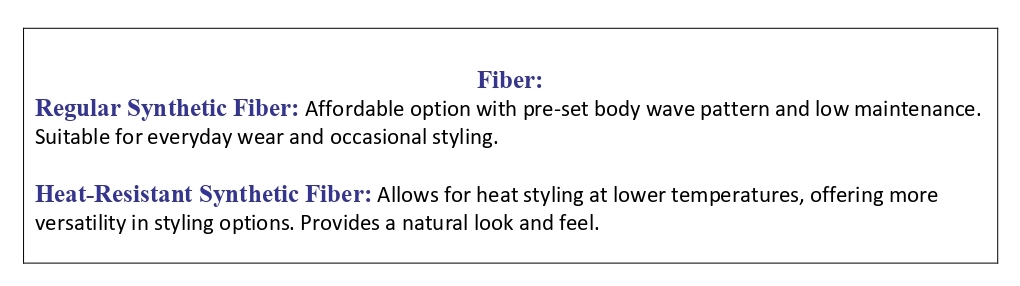 Fiber:
Regular Synthetic Fiber: Affordable option with pre-set body wave pattern and low maintenance.
Suitable for everyday wear and occasional styling.
Heat-Resistant Synthetic Fiber: Allows for heat styling at lower temperatures, offering more
versatility in styling options. Provides a natural look and feel.